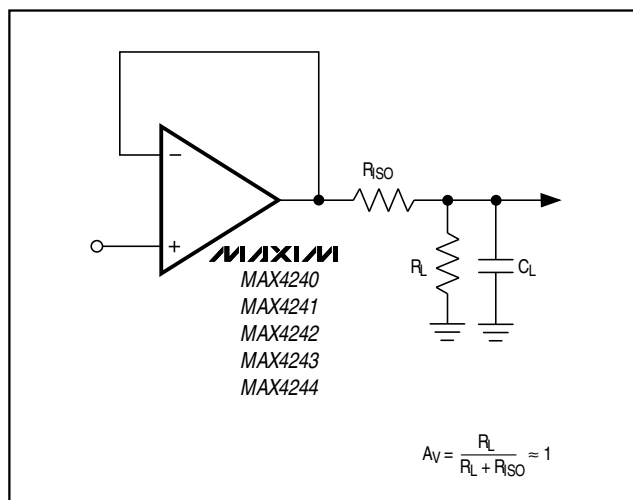 −
+
R_ISO
R_L
C_L
MAXIM
MAX4240
MAX4241
MAX4242
MAX4243
MAX4244
A_V = R_L / (R_L + R_ISO) ≈ 1